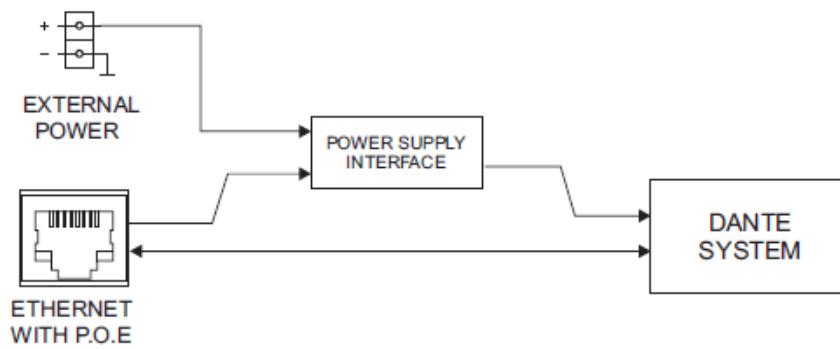 +
−
EXTERNAL
POWER
POWER SUPPLY
INTERFACE
DANTE
SYSTEM
ETHERNET
WITH P.O.E